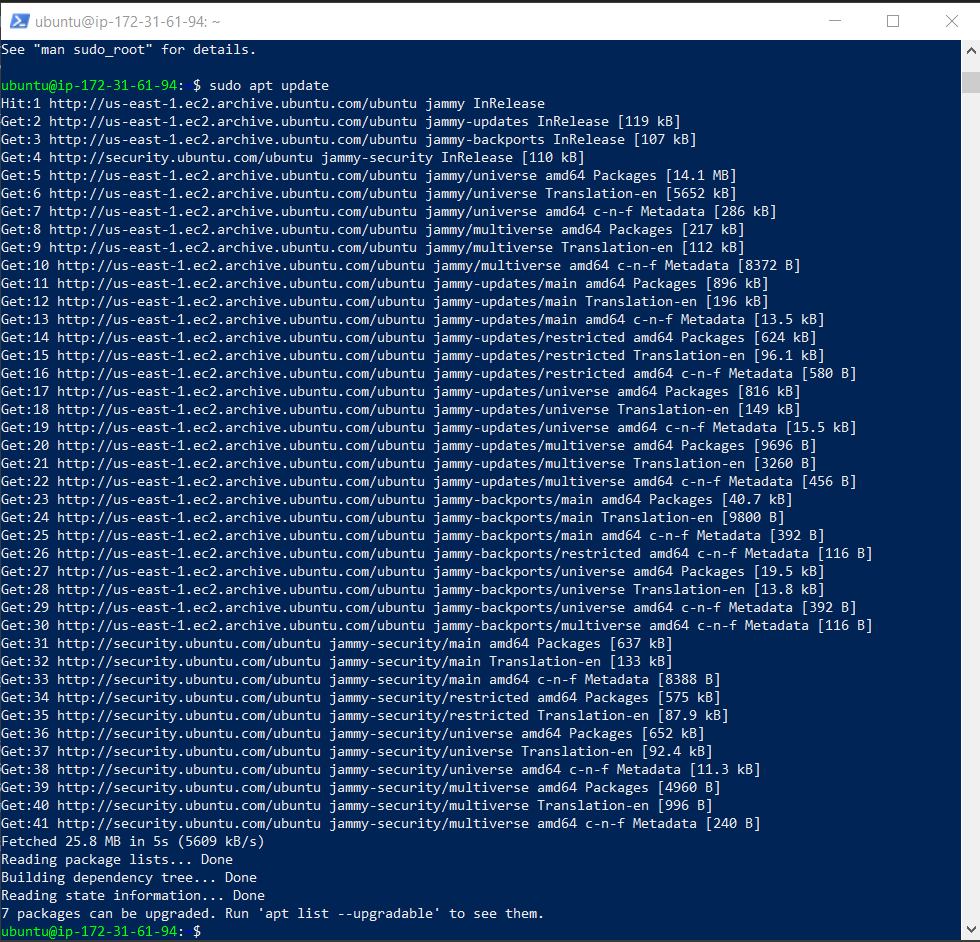 ubuntu@ip-172-31-61-94: ~
See "man sudo_root" for details.
ubuntu@ip-172-31-61-94:~$ sudo apt update
Hit:1 http://us-east-1.ec2.archive.ubuntu.com/ubuntu jammy InRelease
Get:2 http://us-east-1.ec2.archive.ubuntu.com/ubuntu jammy-updates InRelease [119 kB]
Get:3 http://us-east-1.ec2.archive.ubuntu.com/ubuntu jammy-backports InRelease [107 kB]
Get:4 http://security.ubuntu.com/ubuntu jammy-security InRelease [110 kB]
Get:5 http://us-east-1.ec2.archive.ubuntu.com/ubuntu jammy/universe amd64 Packages [14.1 MB]
Get:6 http://us-east-1.ec2.archive.ubuntu.com/ubuntu jammy/universe Translation-en [5652 kB]
Get:7 http://us-east-1.ec2.archive.ubuntu.com/ubuntu jammy/universe amd64 c-n-f Metadata [286 kB]
Get:8 http://us-east-1.ec2.archive.ubuntu.com/ubuntu jammy/multiverse amd64 Packages [217 kB]
Get:9 http://us-east-1.ec2.archive.ubuntu.com/ubuntu jammy/multiverse Translation-en [112 kB]
Get:10 http://us-east-1.ec2.archive.ubuntu.com/ubuntu jammy/multiverse amd64 c-n-f Metadata [8372 B]
Get:11 http://us-east-1.ec2.archive.ubuntu.com/ubuntu jammy-updates/main amd64 Packages [896 kB]
Get:12 http://us-east-1.ec2.archive.ubuntu.com/ubuntu jammy-updates/main Translation-en [196 kB]
Get:13 http://us-east-1.ec2.archive.ubuntu.com/ubuntu jammy-updates/main amd64 c-n-f Metadata [13.5 kB]
Get:14 http://us-east-1.ec2.archive.ubuntu.com/ubuntu jammy-updates/restricted amd64 Packages [624 kB]
Get:15 http://us-east-1.ec2.archive.ubuntu.com/ubuntu jammy-updates/restricted Translation-en [96.1 kB]
Get:16 http://us-east-1.ec2.archive.ubuntu.com/ubuntu jammy-updates/restricted amd64 c-n-f Metadata [580 B]
Get:17 http://us-east-1.ec2.archive.ubuntu.com/ubuntu jammy-updates/universe amd64 Packages [816 kB]
Get:18 http://us-east-1.ec2.archive.ubuntu.com/ubuntu jammy-updates/universe Translation-en [149 kB]
Get:19 http://us-east-1.ec2.archive.ubuntu.com/ubuntu jammy-updates/universe amd64 c-n-f Metadata [15.5 kB]
Get:20 http://us-east-1.ec2.archive.ubuntu.com/ubuntu jammy-updates/multiverse amd64 Packages [9696 B]
Get:21 http://us-east-1.ec2.archive.ubuntu.com/ubuntu jammy-updates/multiverse Translation-en [3260 B]
Get:22 http://us-east-1.ec2.archive.ubuntu.com/ubuntu jammy-updates/multiverse amd64 c-n-f Metadata [456 B]
Get:23 http://us-east-1.ec2.archive.ubuntu.com/ubuntu jammy-backports/main amd64 Packages [40.7 kB]
Get:24 http://us-east-1.ec2.archive.ubuntu.com/ubuntu jammy-backports/main Translation-en [9800 B]
Get:25 http://us-east-1.ec2.archive.ubuntu.com/ubuntu jammy-backports/main amd64 c-n-f Metadata [392 B]
Get:26 http://us-east-1.ec2.archive.ubuntu.com/ubuntu jammy-backports/restricted amd64 c-n-f Metadata [116 B]
Get:27 http://us-east-1.ec2.archive.ubuntu.com/ubuntu jammy-backports/universe amd64 Packages [19.5 kB]
Get:28 http://us-east-1.ec2.archive.ubuntu.com/ubuntu jammy-backports/universe Translation-en [13.8 kB]
Get:29 http://us-east-1.ec2.archive.ubuntu.com/ubuntu jammy-backports/universe amd64 c-n-f Metadata [392 B]
Get:30 http://us-east-1.ec2.archive.ubuntu.com/ubuntu jammy-backports/multiverse amd64 c-n-f Metadata [116 B]
Get:31 http://security.ubuntu.com/ubuntu jammy-security/main amd64 Packages [637 kB]
Get:32 http://security.ubuntu.com/ubuntu jammy-security/main Translation-en [133 kB]
Get:33 http://security.ubuntu.com/ubuntu jammy-security/main amd64 c-n-f Metadata [8388 B]
Get:34 http://security.ubuntu.com/ubuntu jammy-security/restricted amd64 Packages [575 kB]
Get:35 http://security.ubuntu.com/ubuntu jammy-security/restricted Translation-en [87.9 kB]
Get:36 http://security.ubuntu.com/ubuntu jammy-security/universe amd64 Packages [652 kB]
Get:37 http://security.ubuntu.com/ubuntu jammy-security/universe Translation-en [92.4 kB]
Get:38 http://security.ubuntu.com/ubuntu jammy-security/universe amd64 c-n-f Metadata [11.3 kB]
Get:39 http://security.ubuntu.com/ubuntu jammy-security/multiverse amd64 Packages [4960 B]
Get:40 http://security.ubuntu.com/ubuntu jammy-security/multiverse Translation-en [996 B]
Get:41 http://security.ubuntu.com/ubuntu jammy-security/multiverse amd64 c-n-f Metadata [240 B]
Fetched 25.8 MB in 5s (5609 kB/s)
Reading package lists... Done
Building dependency tree... Done
Reading state information... Done
7 packages can be upgraded. Run 'apt list --upgradable' to see them.
ubuntu@ip-172-31-61-94:~$